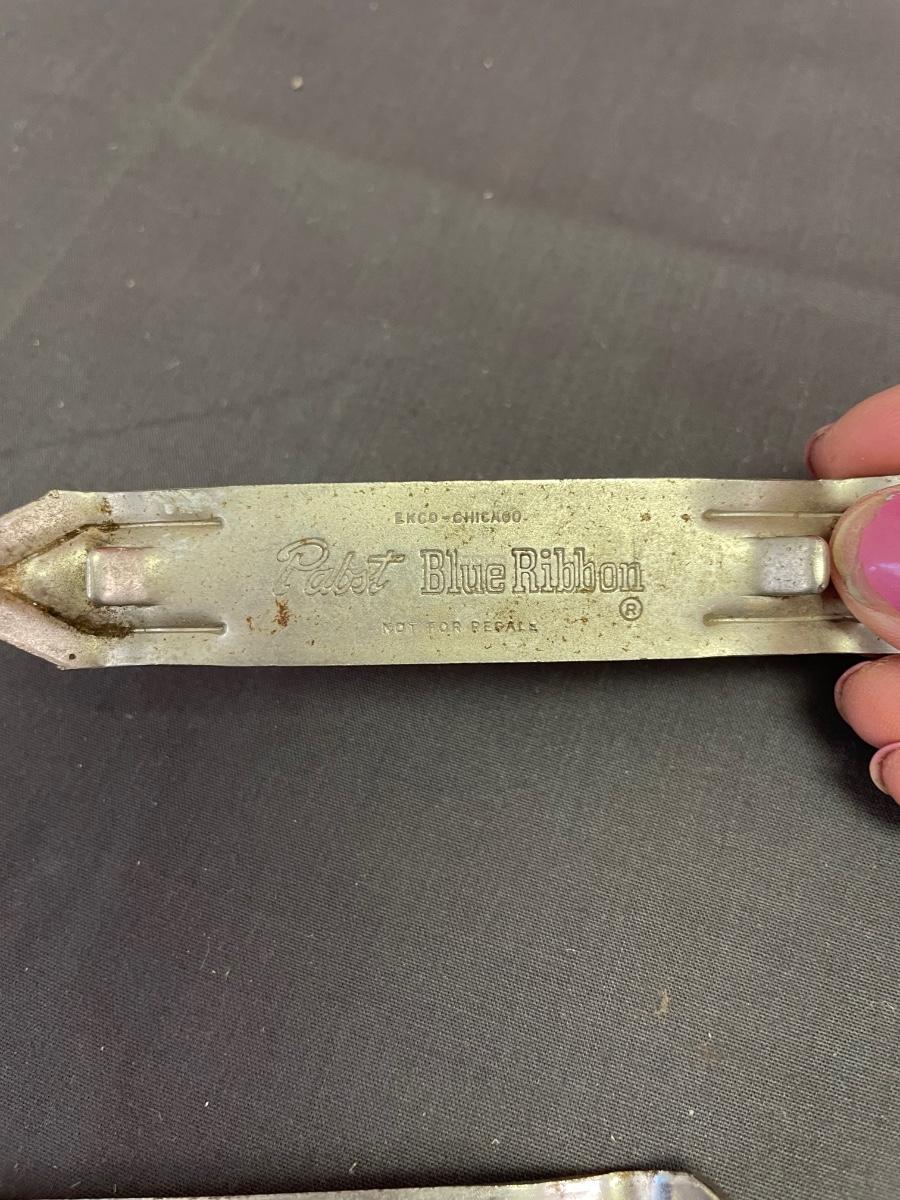 EKCO-CHICAGO
Pabst Blue Ribbon
®
NOT FOR RESALE